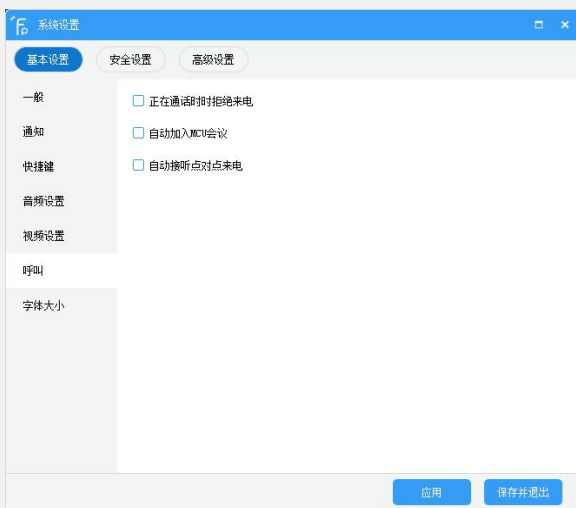 Fp 系统设置
基本设置 安全设置 高级设置
一般
通知
快捷键
音频设置
视频设置
呼叫
字体大小
正在通话时时拒绝来电
自动加入MCU会议
自动接听点对点来电
应用 保存并退出